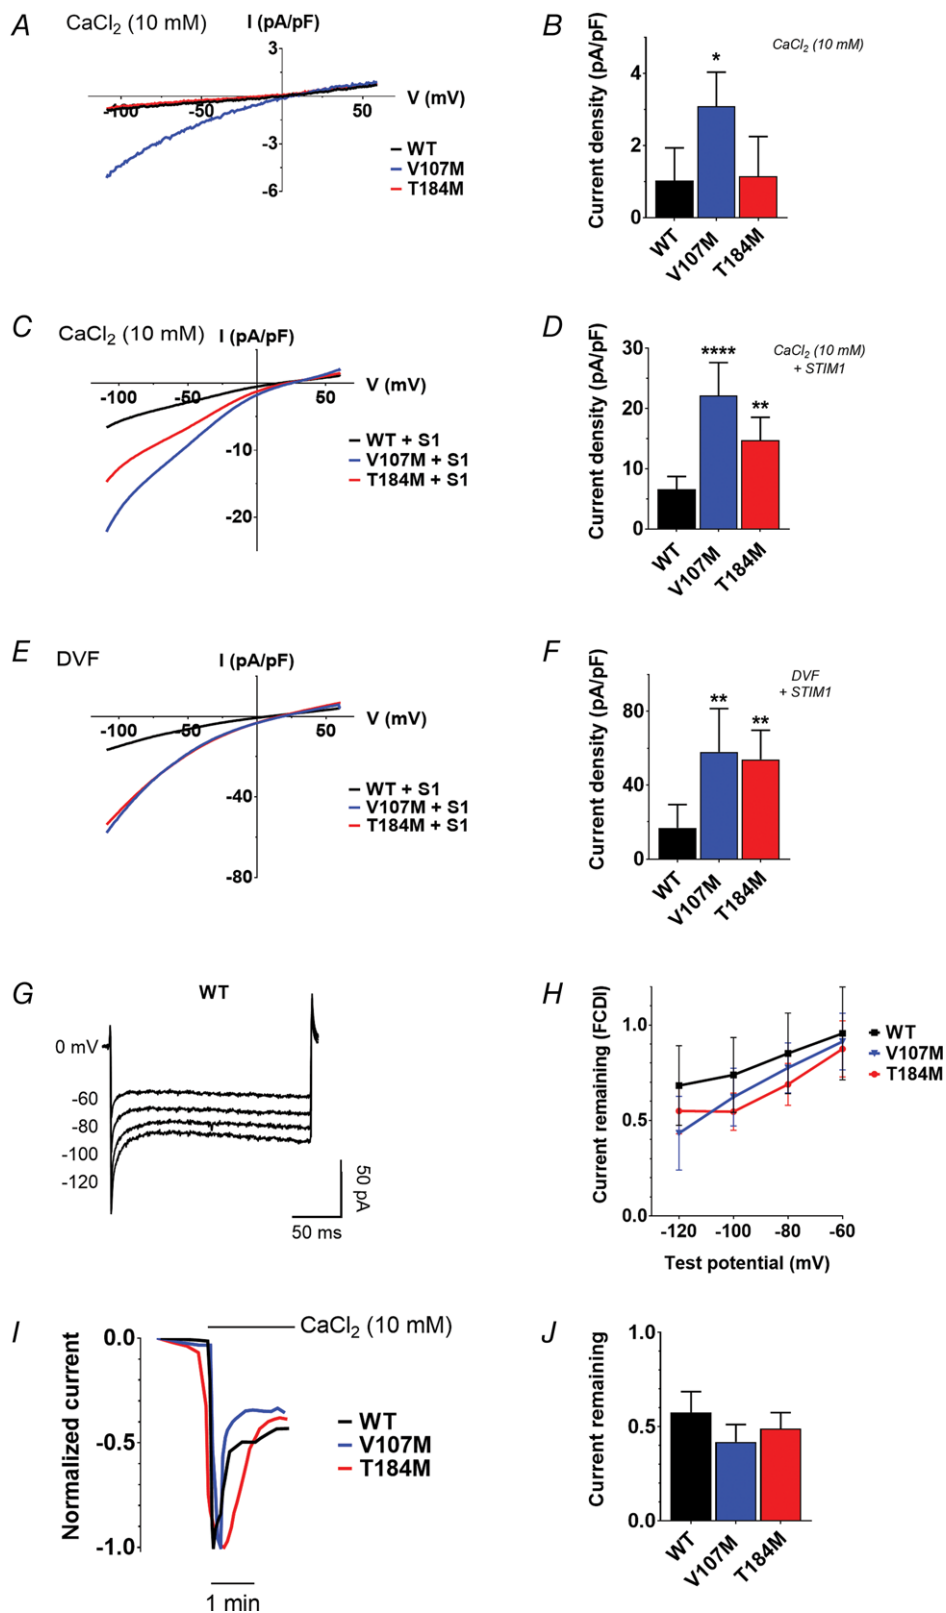 A CaCl₂ (10 mM) I (pA/pF)
3
-100 -50 50 V (mV)
-3
-6
WT
V107M
T184M
B
Current density (pA/pF)
CaCl₂ (10 mM)
4
*
2
0
WT V107M T184M
C CaCl₂ (10 mM) I (pA/pF)
-100 -50 50 V (mV)
-10
-20
WT + S1
V107M + S1
T184M + S1
D
Current density (pA/pF)
CaCl₂ (10 mM)
+ STIM1
30
****
**
20
10
0
WT V107M T184M
E DVF I (pA/pF)
-100 -50 50 V (mV)
-40
-80
WT + S1
V107M + S1
T184M + S1
F
Current density (pA/pF)
DVF
+ STIM1
80
** **
40
0
WT V107M T184M
G WT
0 mV
-60
-80
-100
-120
50 pA
50 ms
H
Current remaining (FCDI)
1.0
0.5
0.0
-120 -100 -80 -60
Test potential (mV)
WT
V107M
T184M
I
CaCl₂ (10 mM)
Normalized current
0.0
-0.5
-1.0
1 min
WT
V107M
T184M
J
Current remaining
1.0
0.5
0.0
WT V107M T184M